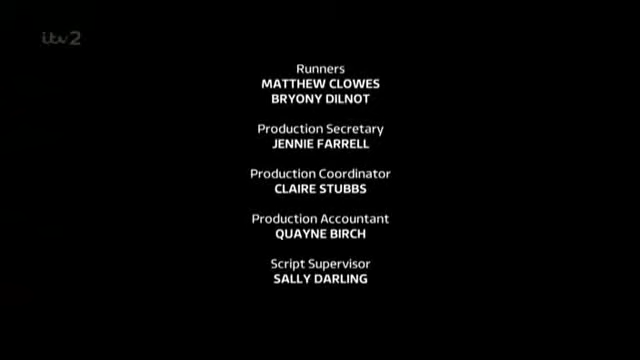 itv2
Runners
MATTHEW CLOWES
BRYONY DILNOT
Production Secretary
JENNIE FARRELL
Production Coordinator
CLAIRE STUBBS
Production Accountant
QUAYNE BIRCH
Script Supervisor
SALLY DARLING